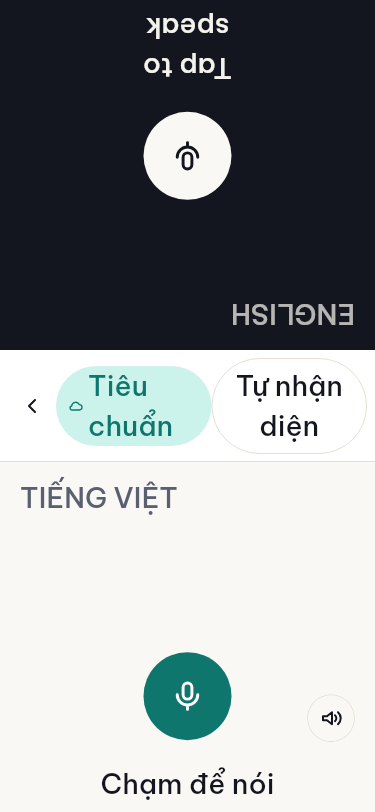 Tap to
speak
ENGLISH
Tiêu
chuẩn
Tự nhận
diện
TIẾNG VIỆT
Chạm để nói